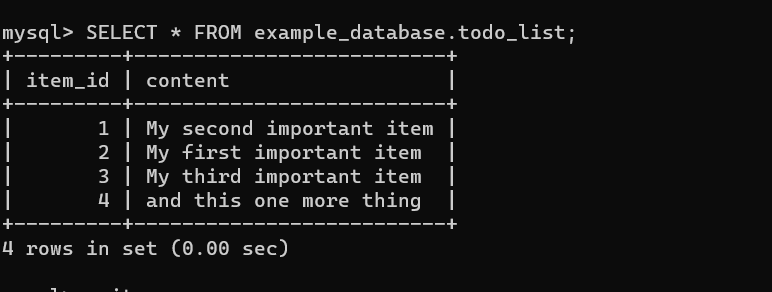 mysql> SELECT * FROM example_database.todo_list;
+---------+--------------------------+
| item_id | content                  |
+---------+--------------------------+
|       1 | My second important item |
|       2 | My first important item  |
|       3 | My third important item  |
|       4 | and this one more thing  |
+---------+--------------------------+
4 rows in set (0.00 sec)